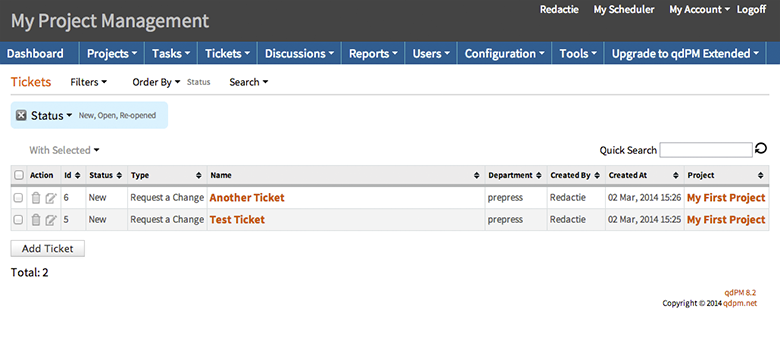 Redactie My Scheduler My Account Logoff
My Project Management
Dashboard Projects Tasks Tickets Discussions Reports Users Configuration Tools Upgrade to qdPM Extended
Tickets Filters Order By Status Search
Status New, Open, Re-opened
With Selected Quick Search
Action Id Status Type Name Department Created By Created At Project
6 New Request a Change Another Ticket prepress Redactie 02 Mar, 2014 15:26 My First Project
5 New Request a Change Test Ticket prepress Redactie 02 Mar, 2014 15:25 My First Project
Add Ticket
Total: 2
qdPM 8.2
Copyright © 2014 qdpm.net